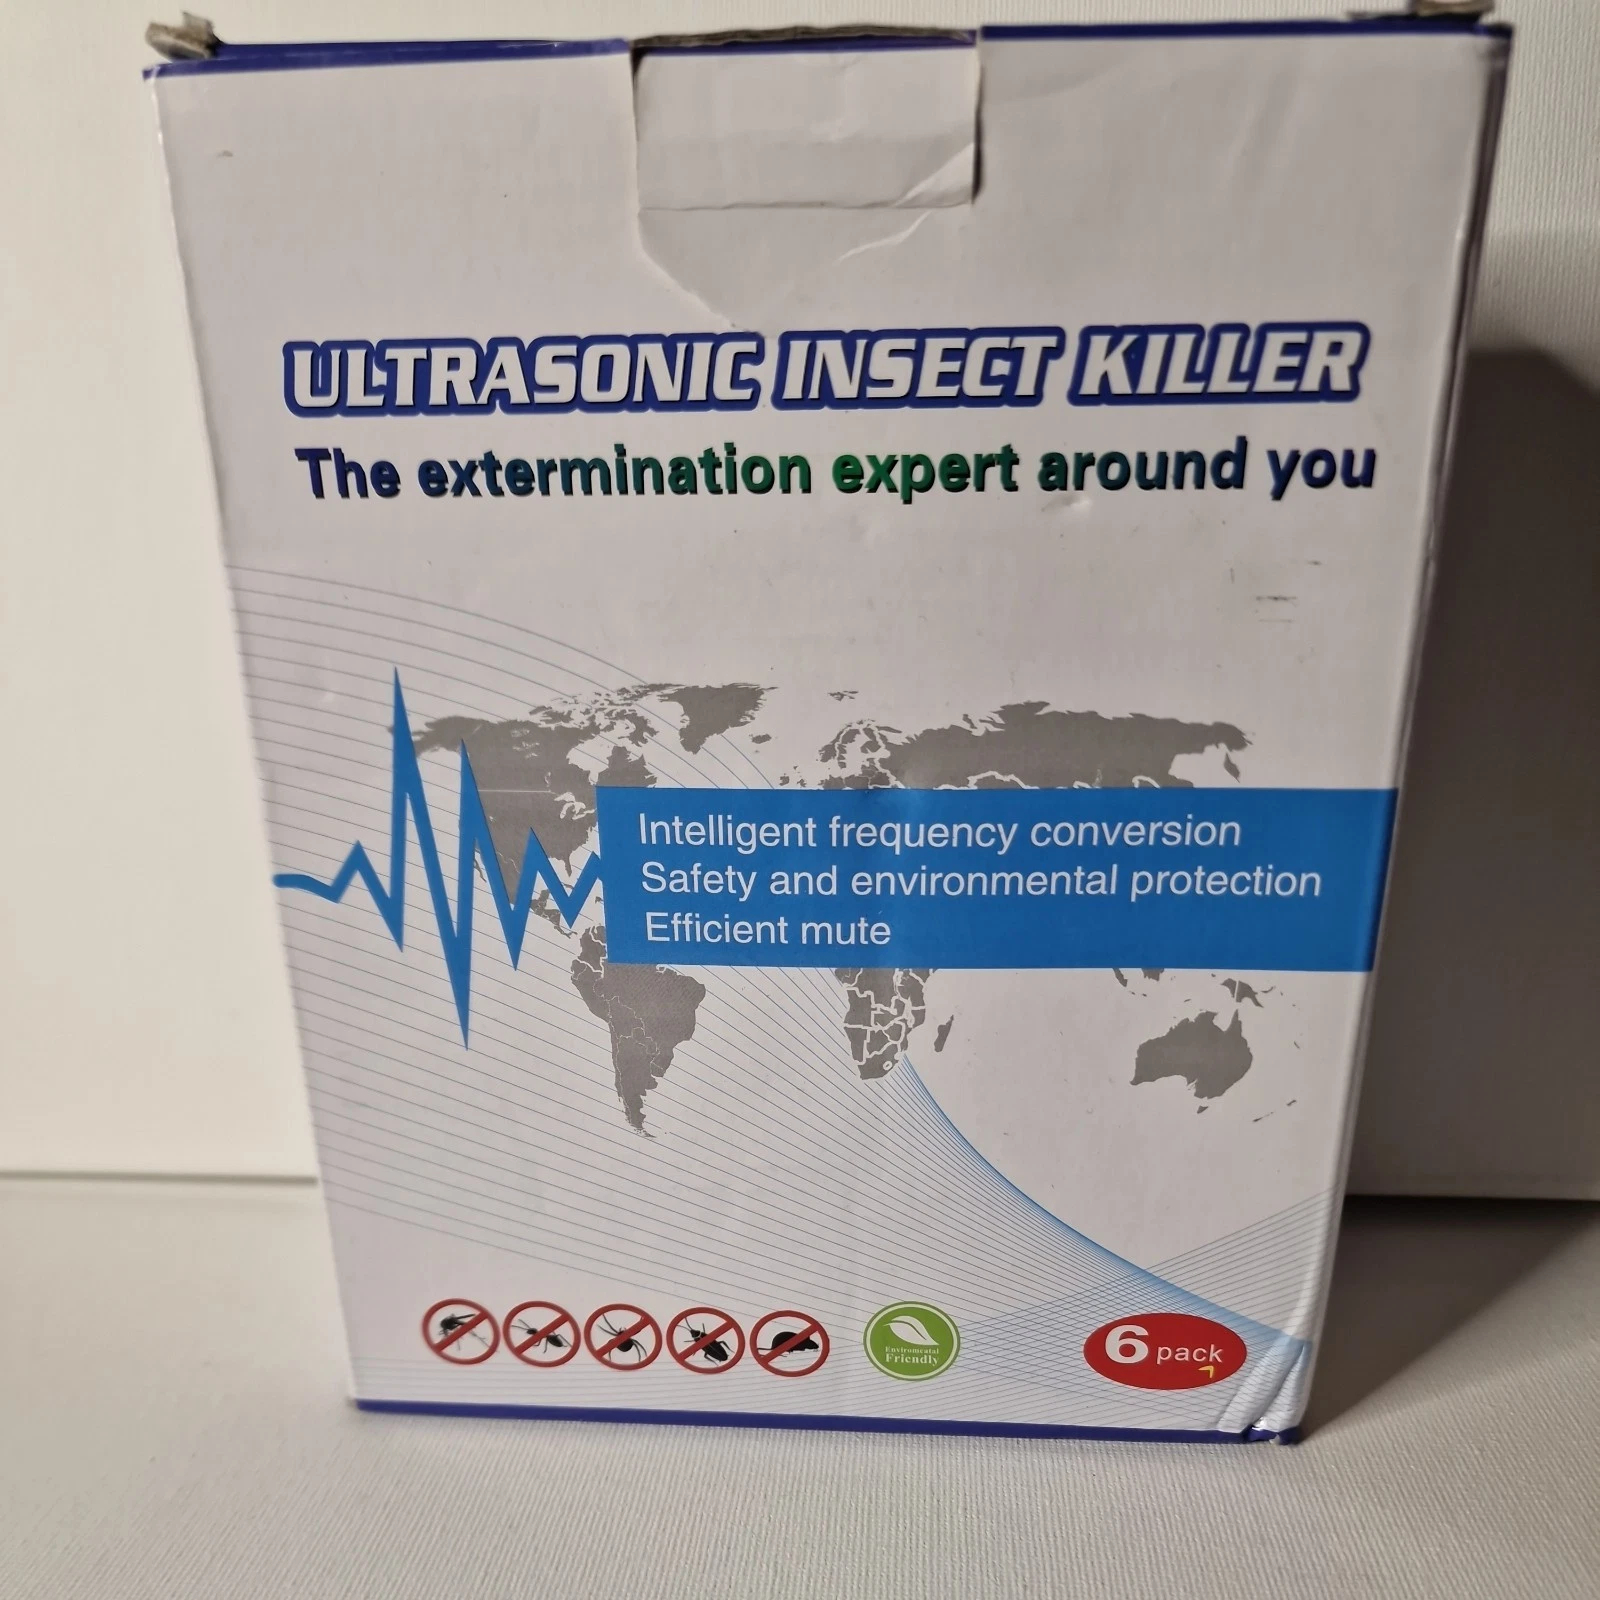 ULTRASONIC INSECT KILLER
The extermination expert around you
Intelligent frequency conversion
Safety and environmental protection
Efficient mute
Enviromeatal
Friendly
6 pack